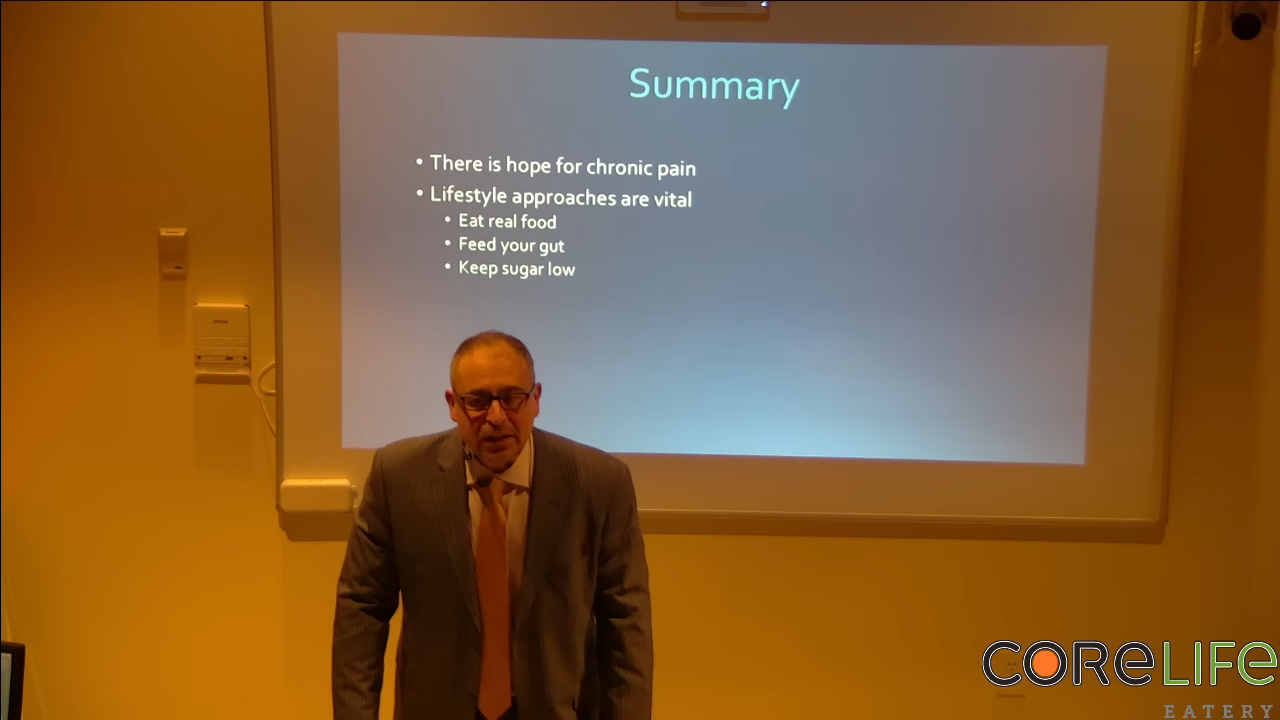 Summary
• There is hope for chronic pain
• Lifestyle approaches are vital
• Eat real food
• Feed your gut
• Keep sugar low
CORELIFE
EATERY